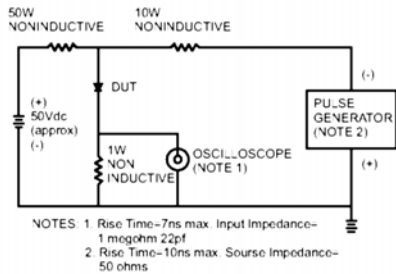 50W
NONINDUCTIVE
10W
NONINDUCTIVE
(+)
50Vdc
(approx)
(-)
DUT
1W
NON
INDUCTIVE
OSCILLOSCOPE
(NOTE 1)
(-)
PULSE
GENERATOR
(NOTE 2)
(+)
NOTES: 1. Rise Time–7ns max. Input Impedance–
1 megohm 22pf
2. Rise Time–10ns max. Sourse Impedance–
50 ohms